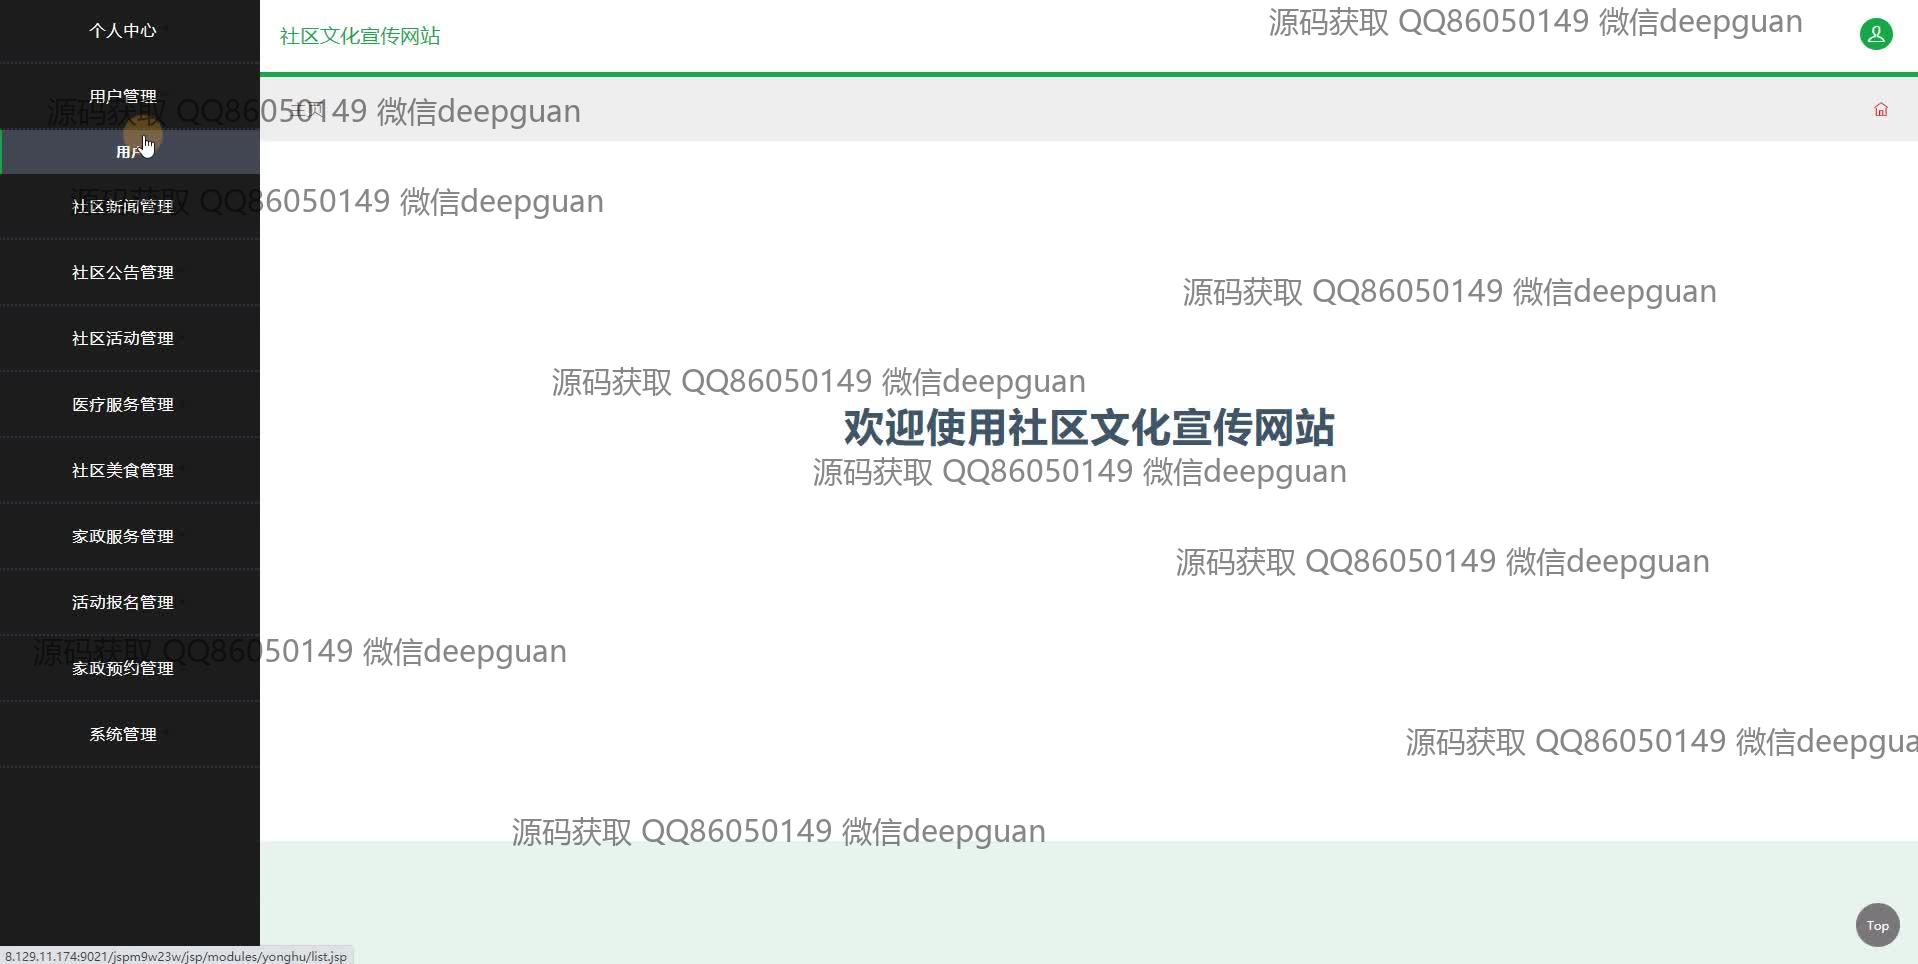 个人中心
用户管理
用户
社区新闻管理
社区公告管理
社区活动管理
医疗服务管理
社区美食管理
家政服务管理
活动报名管理
家政预约管理
系统管理
社区文化宣传网站
源码获取 QQ86050149 微信deepguan
主页
源码获取 QQ86050149 微信deepguan
源码获取 QQ86050149 微信deepguan
源码获取 QQ86050149 微信deepguan
源码获取 QQ86050149 微信deepguan
欢迎使用社区文化宣传网站
源码获取 QQ86050149 微信deepguan
源码获取 QQ86050149 微信deepguan
源码获取 QQ86050149 微信deepguan
源码获取 QQ86050149 微信deepgua
源码获取 QQ86050149 微信deepguan
Top
8.129.11.174:9021/jspm9w23w/jsp/modules/yonghu/list.jsp